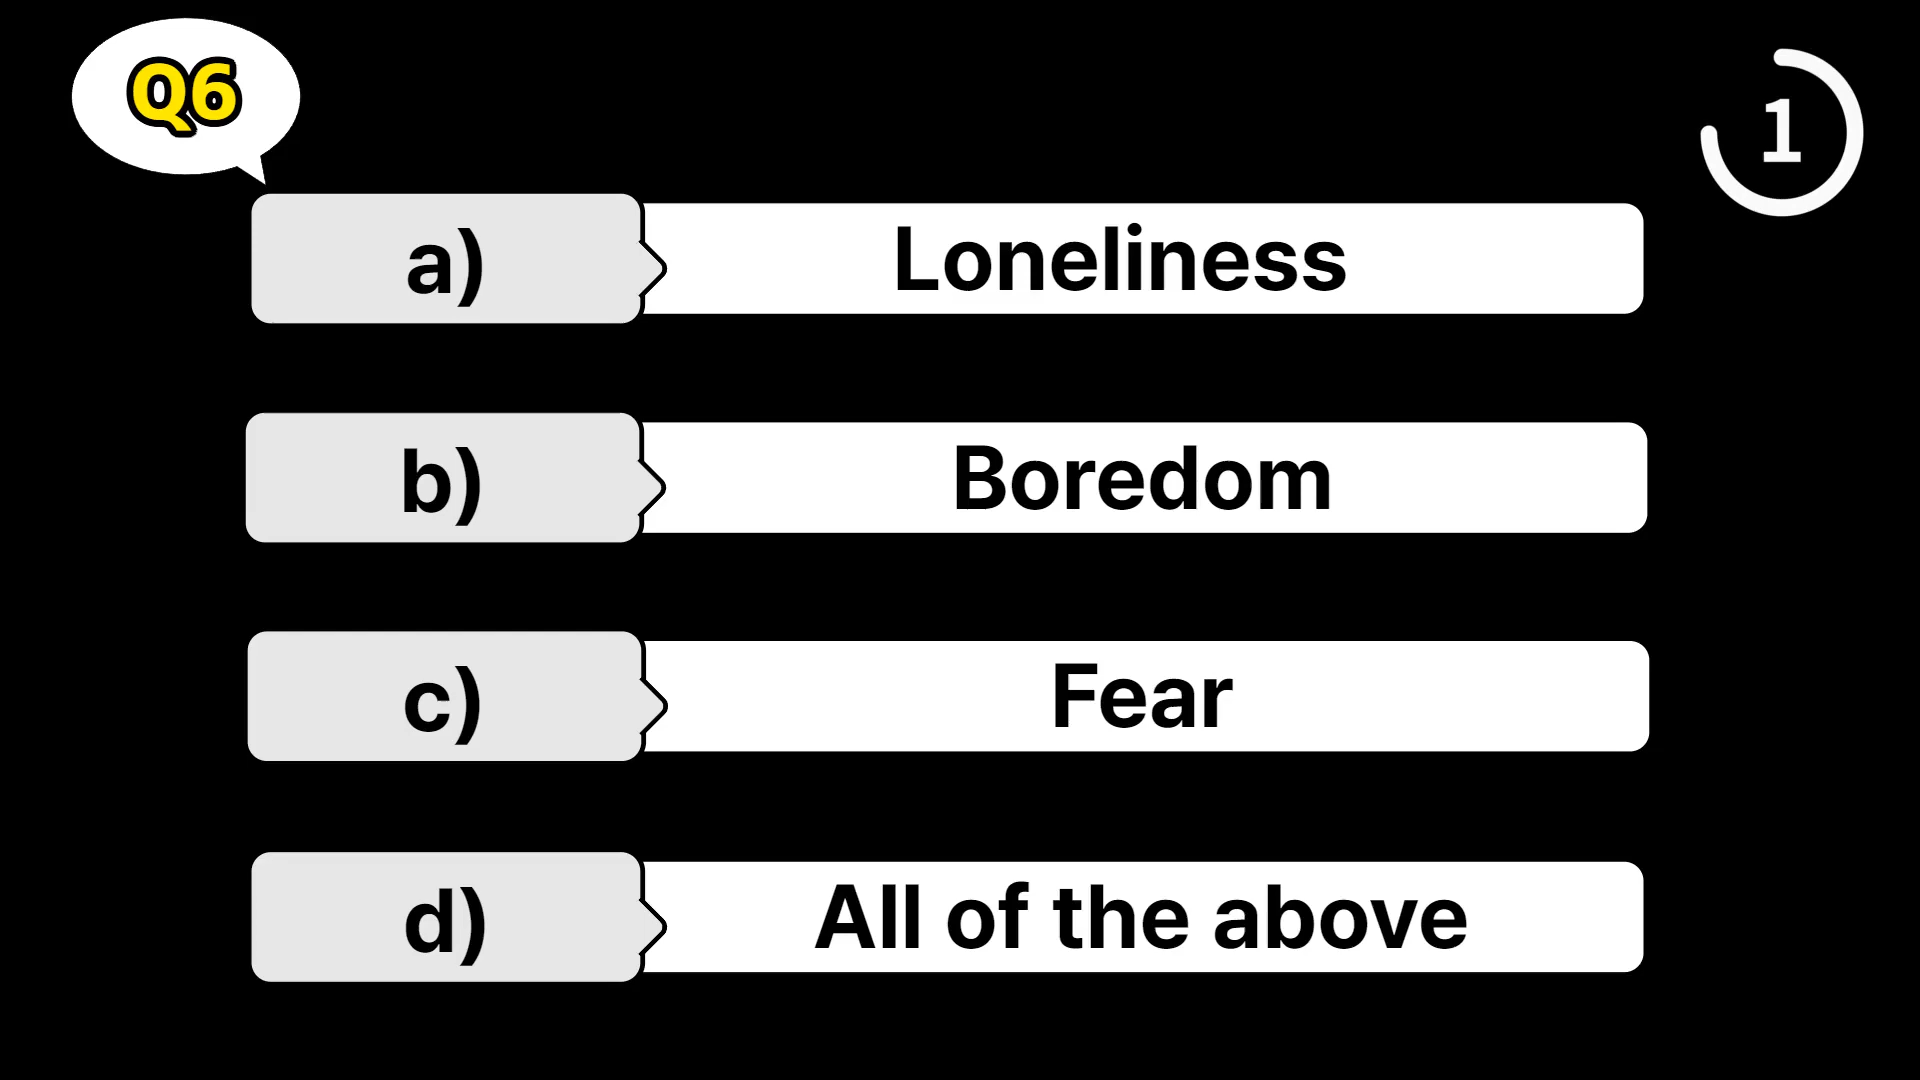 Q6
1
a) Loneliness
b) Boredom
c) Fear
d) All of the above